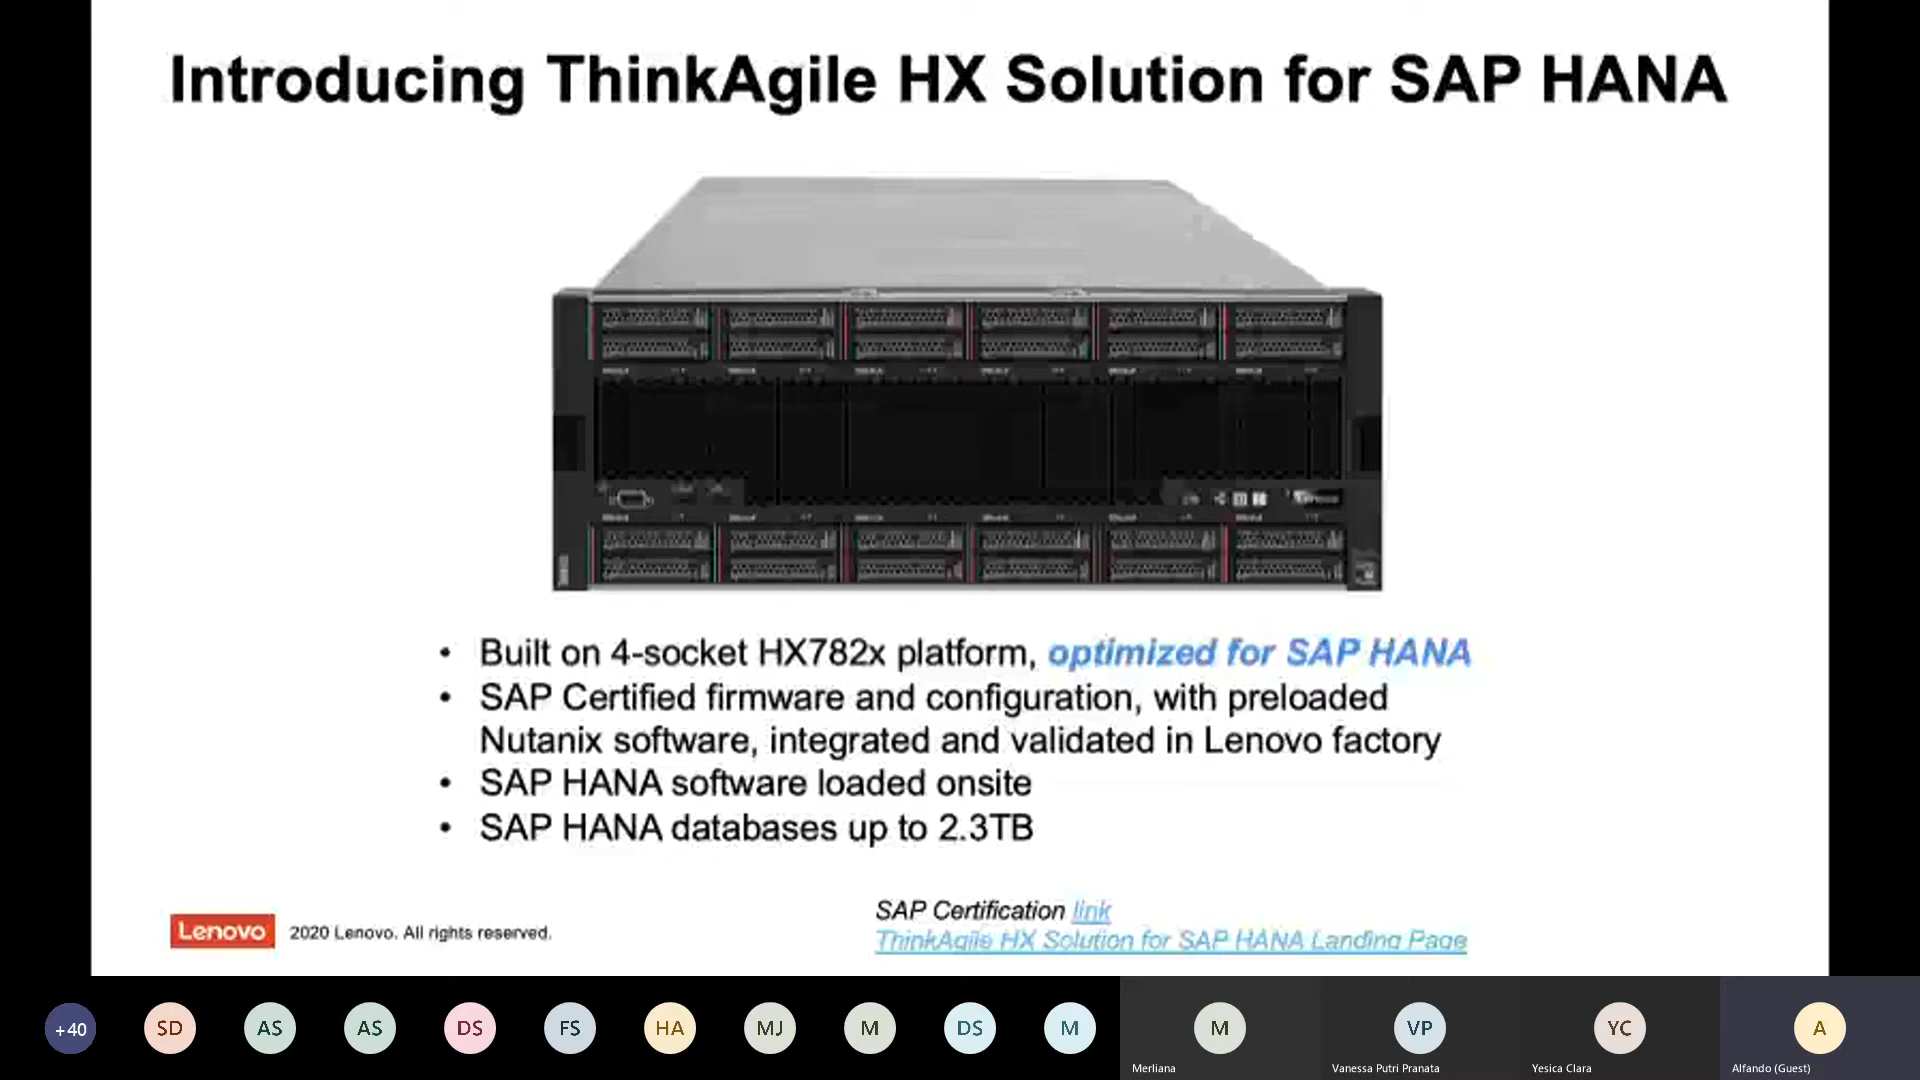 Introducing ThinkAgile HX Solution for SAP HANA
• Built on 4-socket HX782x platform, optimized for SAP HANA
• SAP Certified firmware and configuration, with preloaded
Nutanix software, integrated and validated in Lenovo factory
• SAP HANA software loaded onsite
• SAP HANA databases up to 2.3TB
SAP Certification link
ThinkAgile HX Solution for SAP HANA Landing Page
Lenovo 2020 Lenovo. All rights reserved.
+40 SD AS AS DS FS HA MJ M DS M M VP YC A
Merliana Vanessa Putri Pranata Yesica Clara Alfando (Guest)